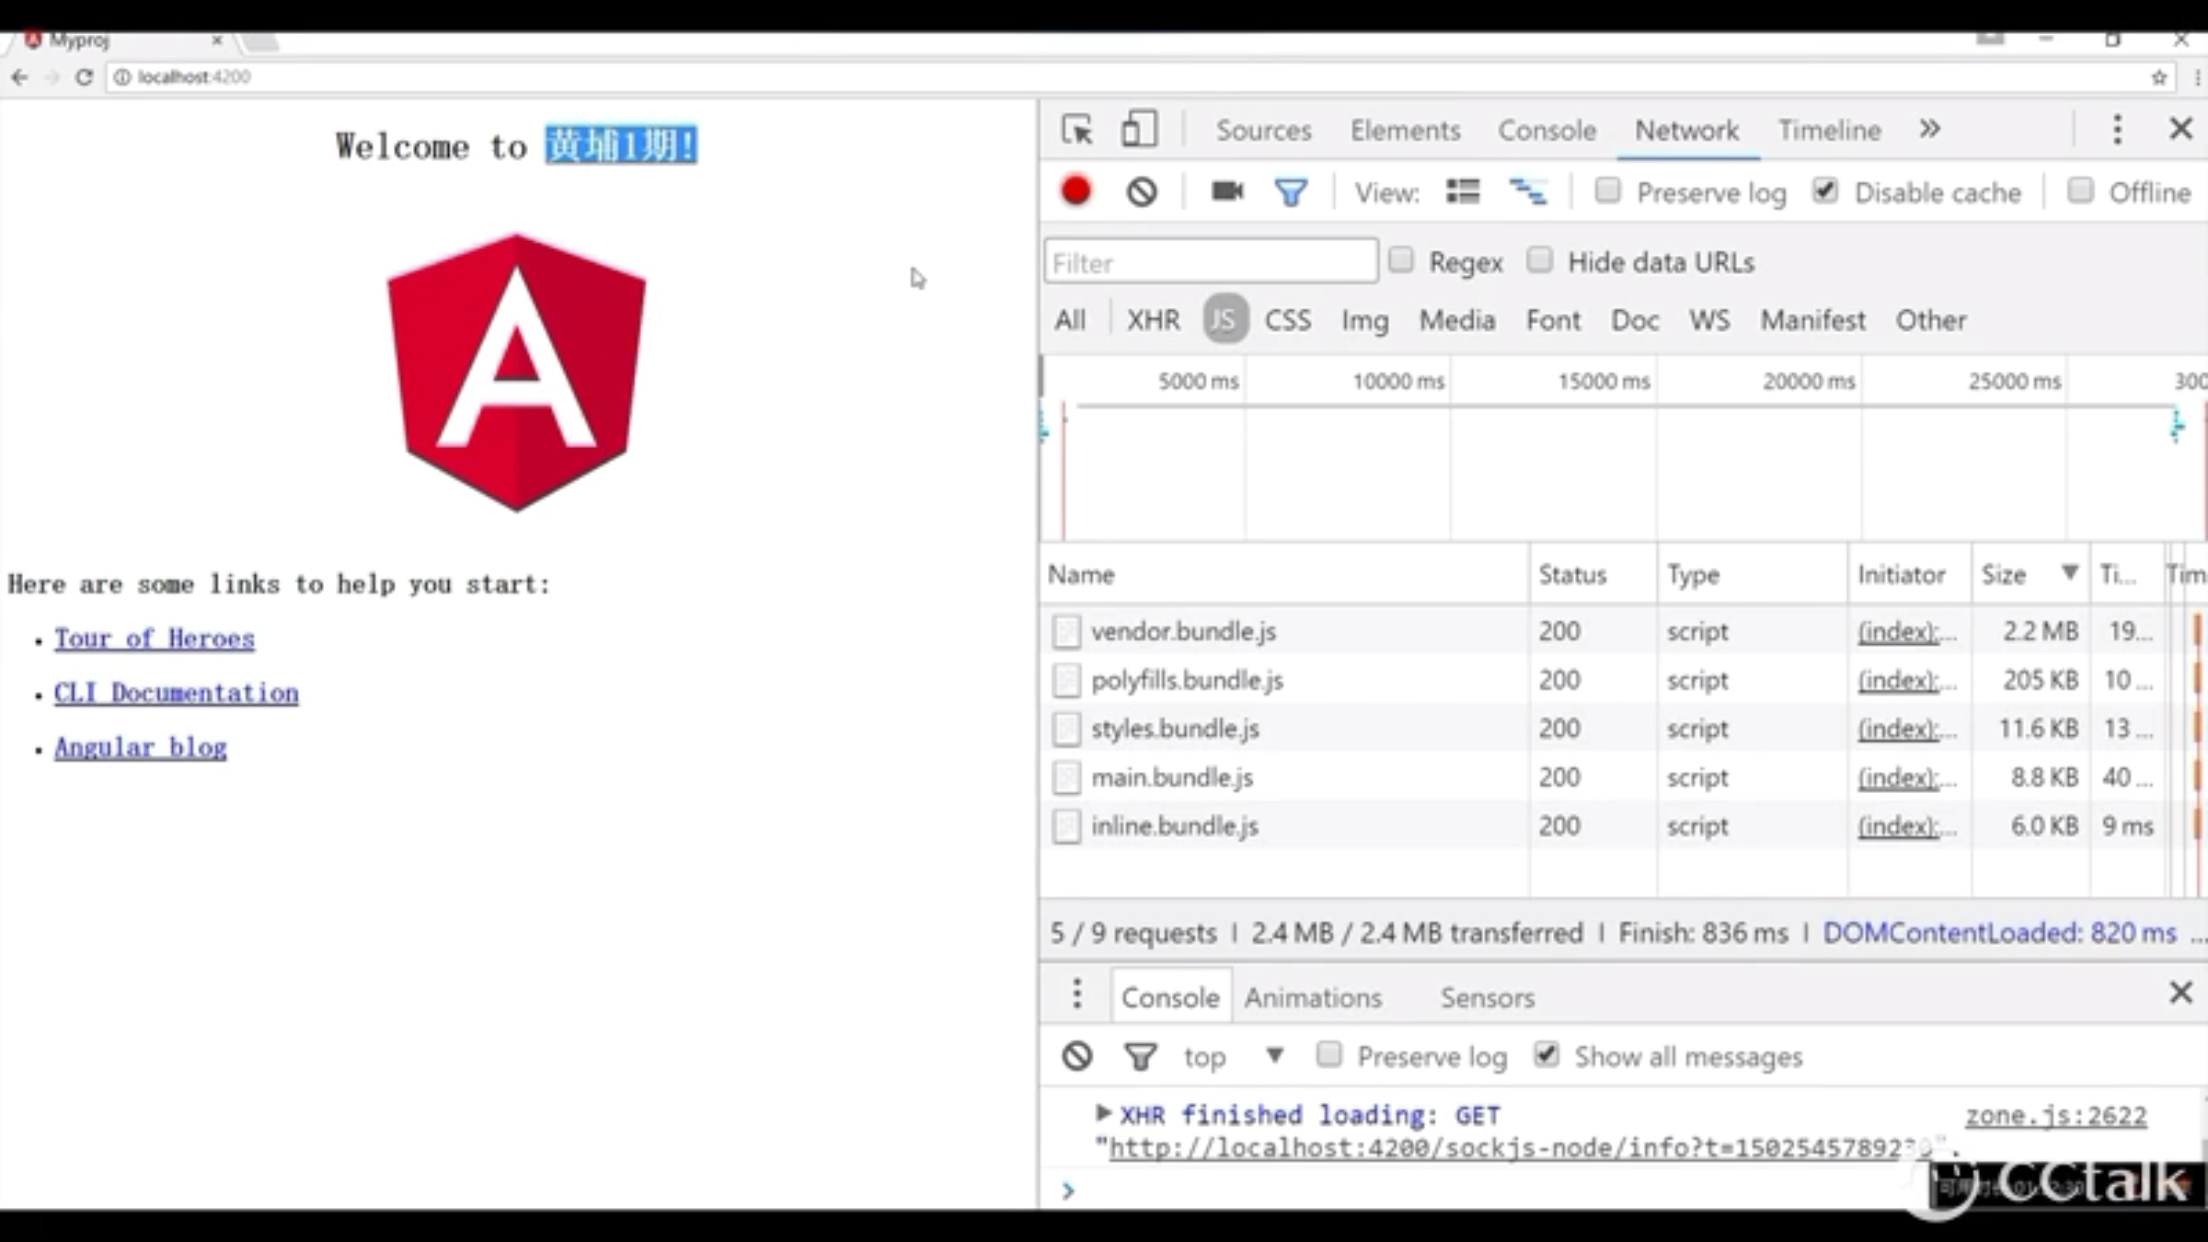 Myproj
localhost:4200
Welcome to 黄埔1期!
Here are some links to help you start:
Tour of Heroes
CLI Documentation
Angular blog
Sources Elements Console Network Timeline »
View: Preserve log Disable cache Offline
Filter Regex Hide data URLs
All XHR JS CSS Img Media Font Doc WS Manifest Other
5000 ms 10000 ms 15000 ms 20000 ms 25000 ms 300
Name Status Type Initiator Size ▼ Ti... Tim
vendor.bundle.js 200 script (index):... 2.2 MB 19...
polyfills.bundle.js 200 script (index):... 205 KB 10...
styles.bundle.js 200 script (index):... 11.6 KB 13...
main.bundle.js 200 script (index):... 8.8 KB 40...
inline.bundle.js 200 script (index):... 6.0 KB 9 ms
5 / 9 requests | 2.4 MB / 2.4 MB transferred | Finish: 836 ms | DOMContentLoaded: 820 ms ...
Console Animations Sensors
top ▼ Preserve log Show all messages
XHR finished loading: GET zone.js:2622
"http://localhost:4200/sockjs-node/info?t=1502545789230".
CCtalk